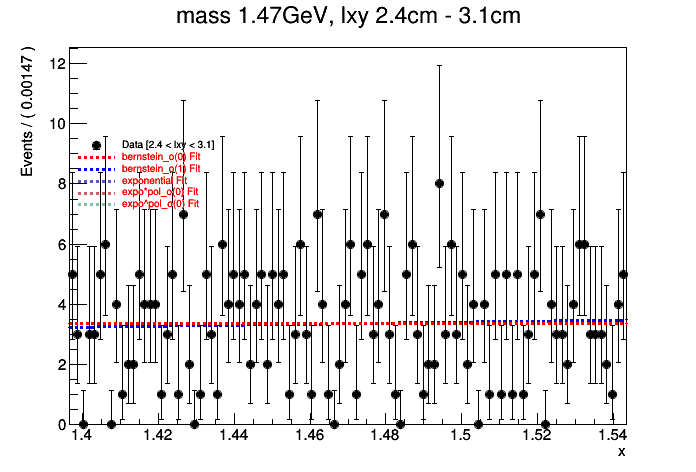 mass 1.47GeV, lxy 2.4cm - 3.1cm
Events / ( 0.00147 )
12
10
8
6
4
2
0
Data [2.4 < lxy < 3.1]
bernstein_o(0) Fit
bernstein_o(1) Fit
exponential Fit
expo*pol_o(0) Fit
expo^pol_o(0) Fit
1.4 1.42 1.44 1.46 1.48 1.5 1.52 1.54
x